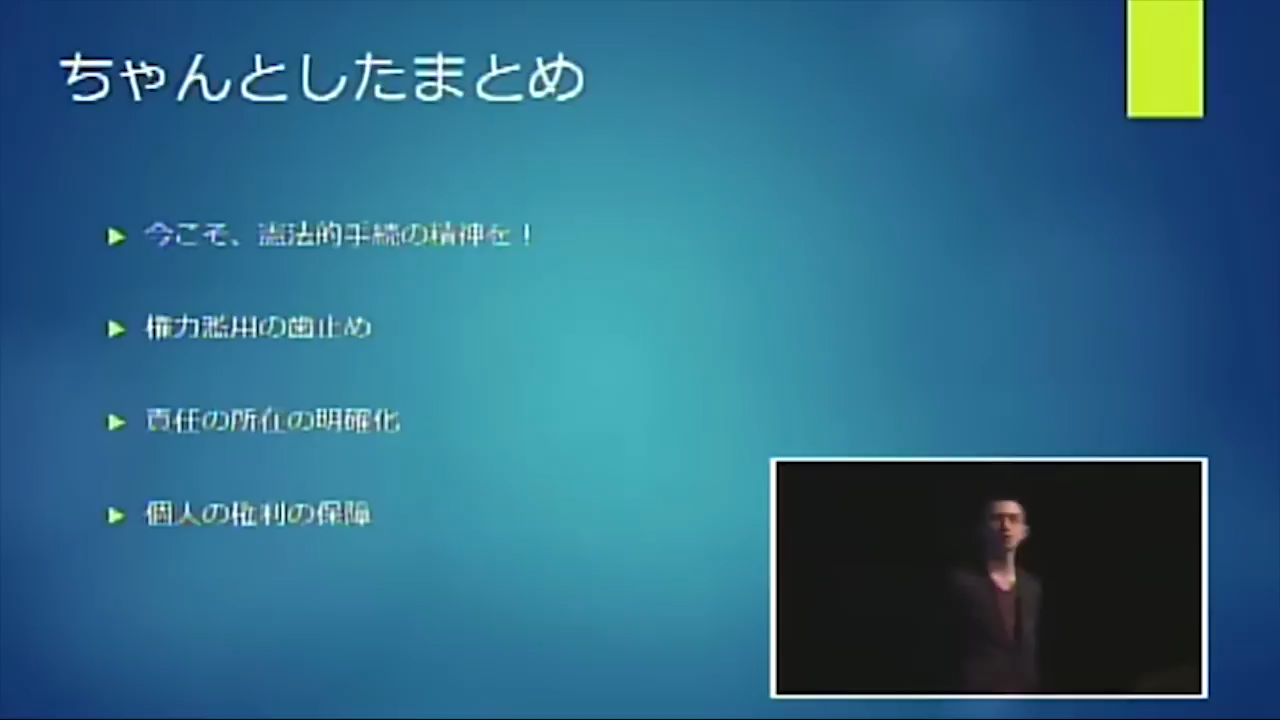 ちゃんとしたまとめ
今こそ、憲法的手続の精神を！
権力濫用の歯止め
責任の所在の明確化
個人の権利の保障